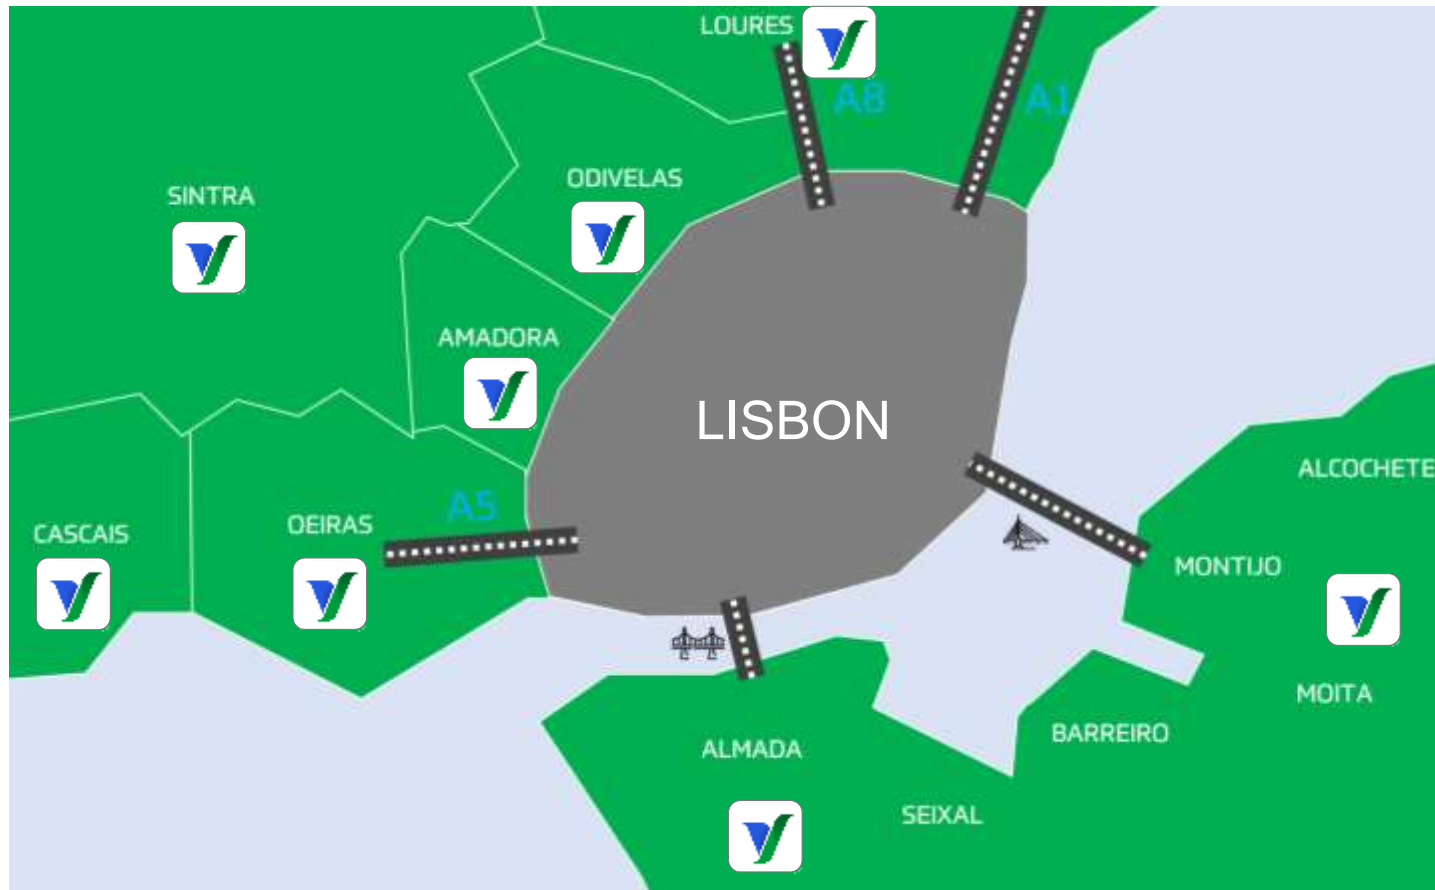 LOURES
A8
A1
ODIVELAS
SINTRA
AMADORA
LISBON
ALCOCHETE
A5
OEIRAS
CASCAIS
MONTIJO
MOITA
BARREIRO
ALMADA
SEIXAL